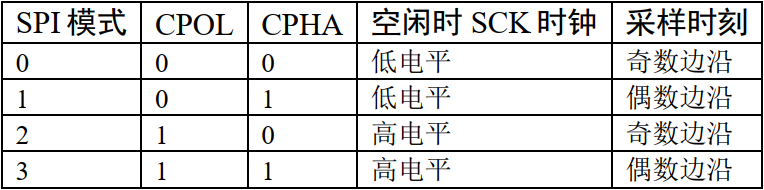 SPI 模式 CPOL CPHA 空闲时 SCK 时钟 采样时刻
0 0 0 低电平 奇数边沿
1 0 1 低电平 偶数边沿
2 1 0 高电平 奇数边沿
3 1 1 高电平 偶数边沿